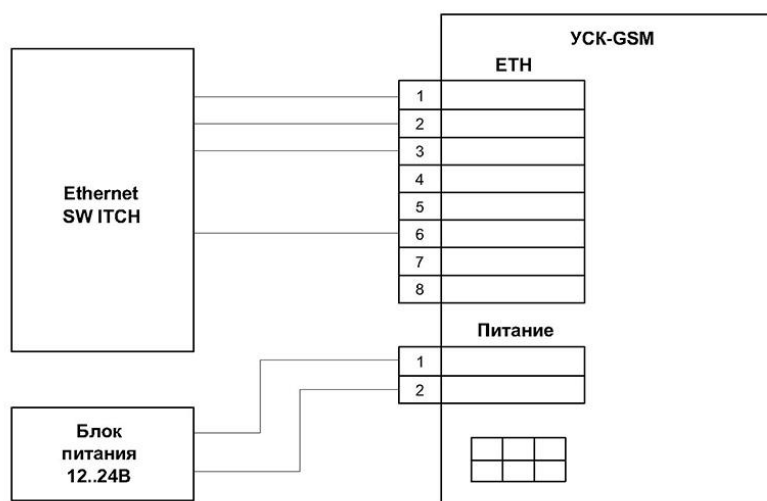 УСК-GSM
ETH
1
2
3
4
5
6
7
8
Ethernet
SW ITCH
Питание
1
2
Блок
питания
12..24В